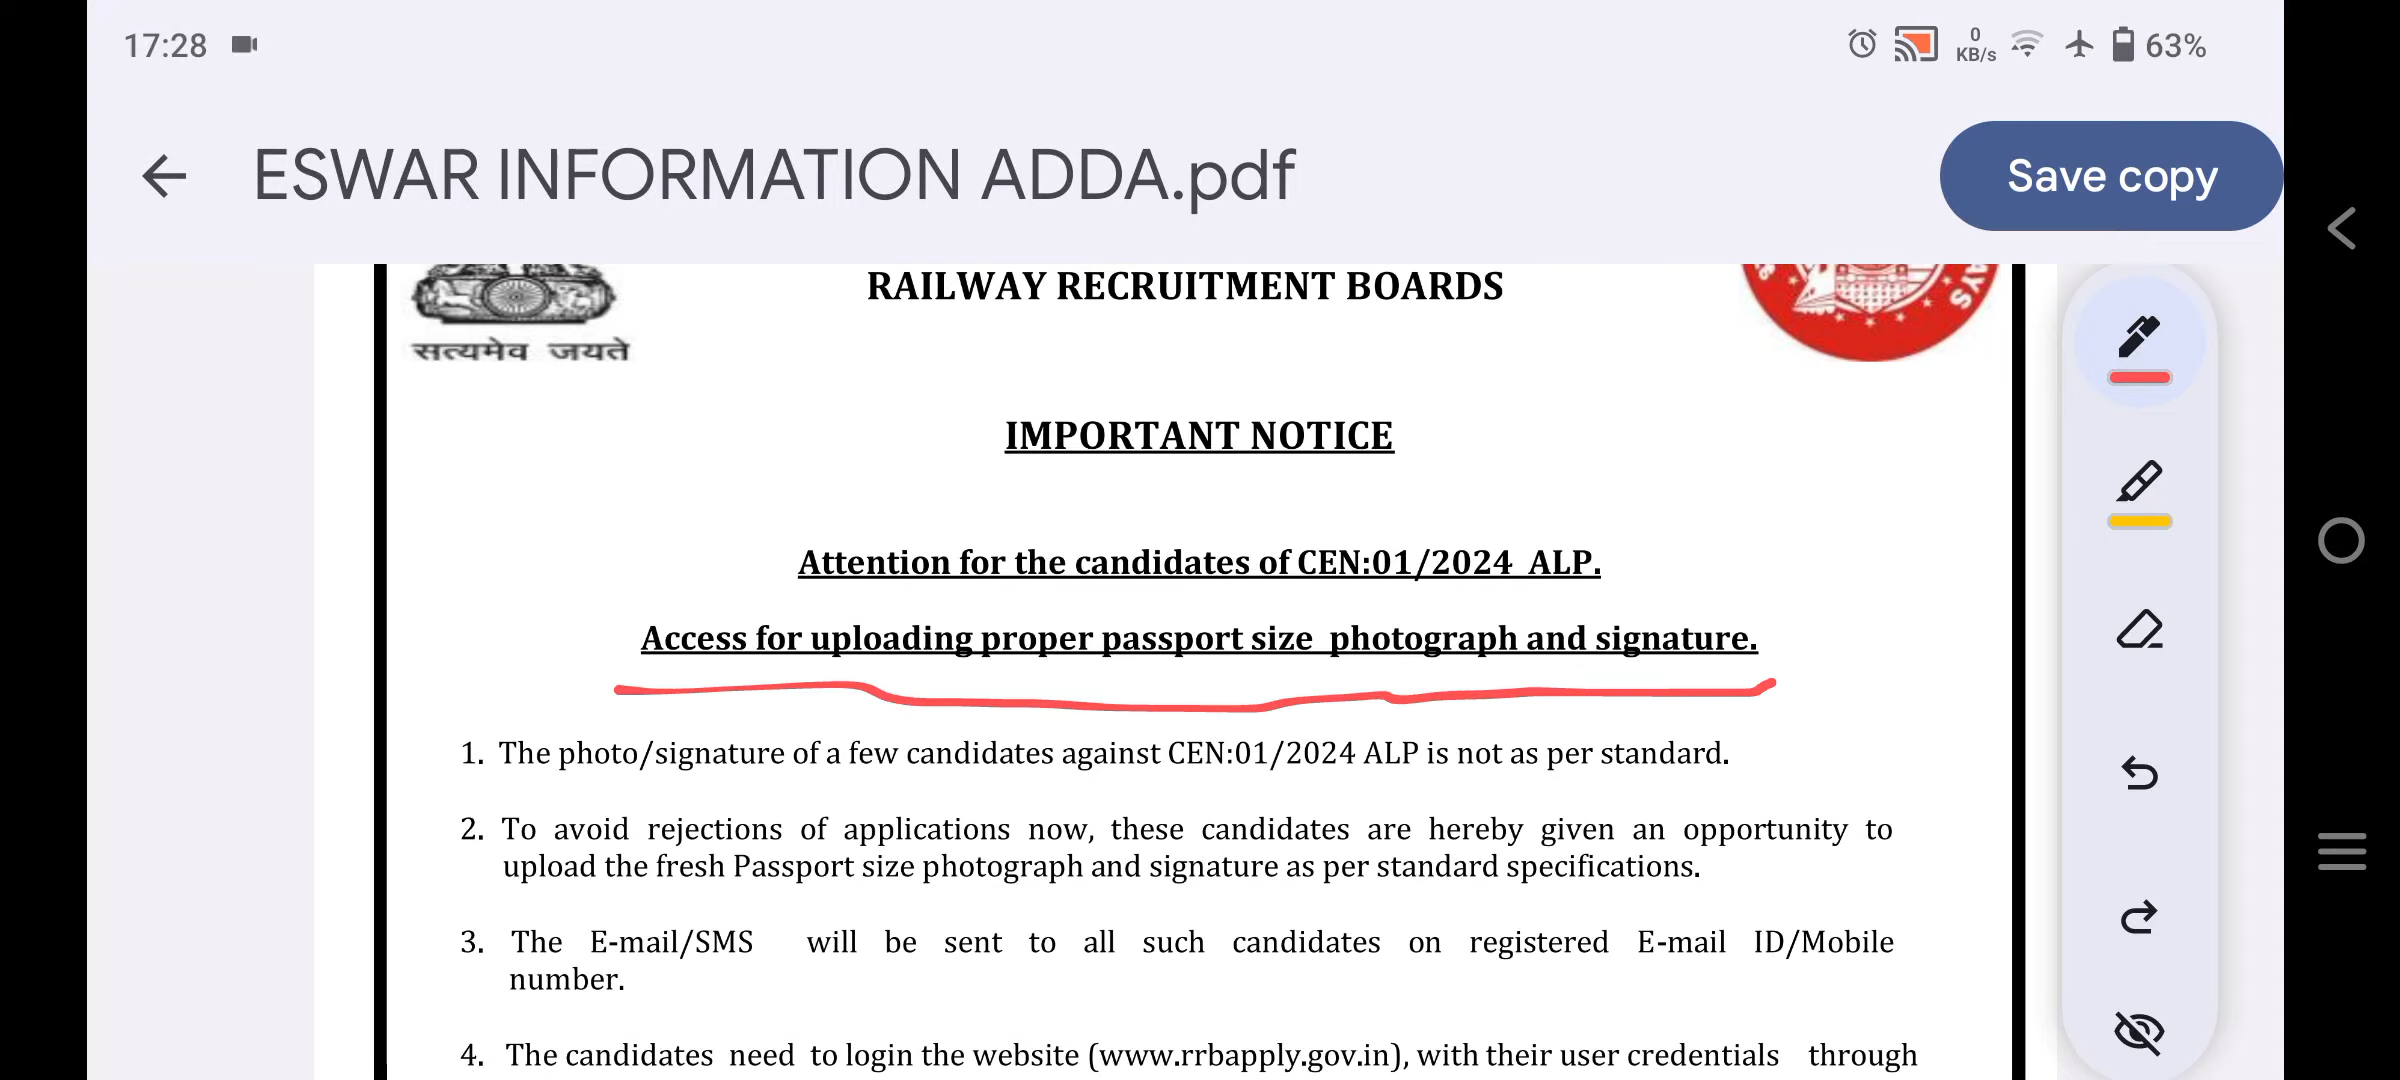 17:28
0
KB/s
63%
ESWAR INFORMATION ADDA.pdf
Save copy
RAILWAY RECRUITMENT BOARDS
सत्यमेव जयते
IMPORTANT NOTICE
Attention for the candidates of CEN:01/2024 ALP.
Access for uploading proper passport size photograph and signature.
1. The photo/signature of a few candidates against CEN:01/2024 ALP is not as per standard.
2. To avoid rejections of applications now, these candidates are hereby given an opportunity to
upload the fresh Passport size photograph and signature as per standard specifications.
3. The E-mail/SMS will be sent to all such candidates on registered E-mail ID/Mobile
number.
4. The candidates need to login the website (www.rrbapply.gov.in), with their user credentials through